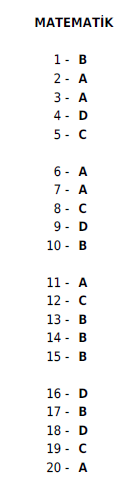 MATEMATİK
1 - B
2 - A
3 - A
4 - D
5 - C
6 - A
7 - A
8 - C
9 - D
10 - B
11 - A
12 - C
13 - B
14 - B
15 - B
16 - D
17 - B
18 - D
19 - C
20 - A